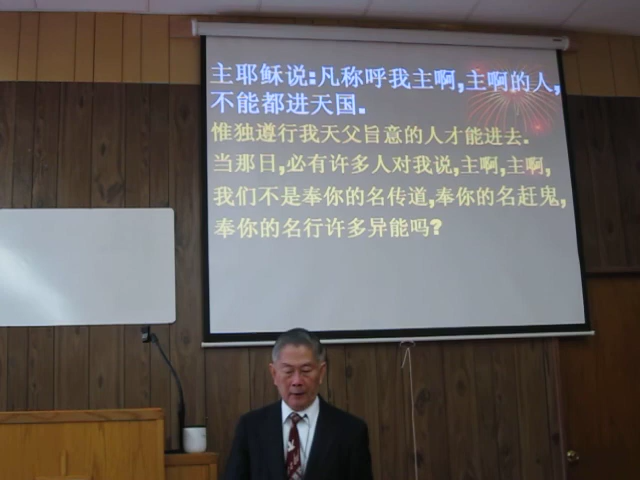 主耶稣说:凡称呼我主啊,主啊的人,
不能都进天国.
惟独遵行我天父旨意的人才能进去.
当那日,必有许多人对我说,主啊,主啊,
我们不是奉你的名传道,奉你的名赶鬼,
奉你的名行许多异能吗?